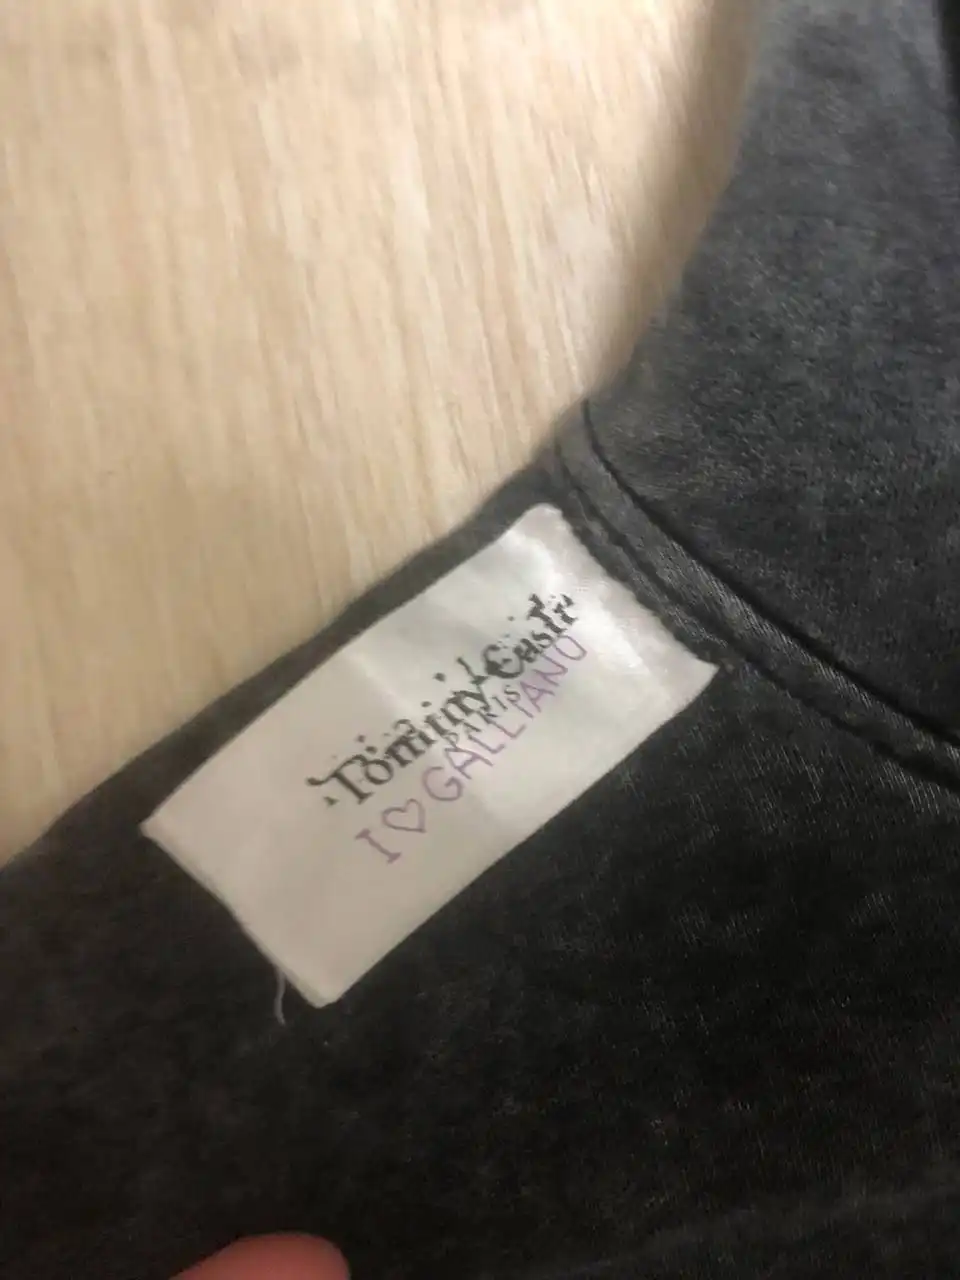 Tommy Cash
PARIS
I ♡ GALLIANO